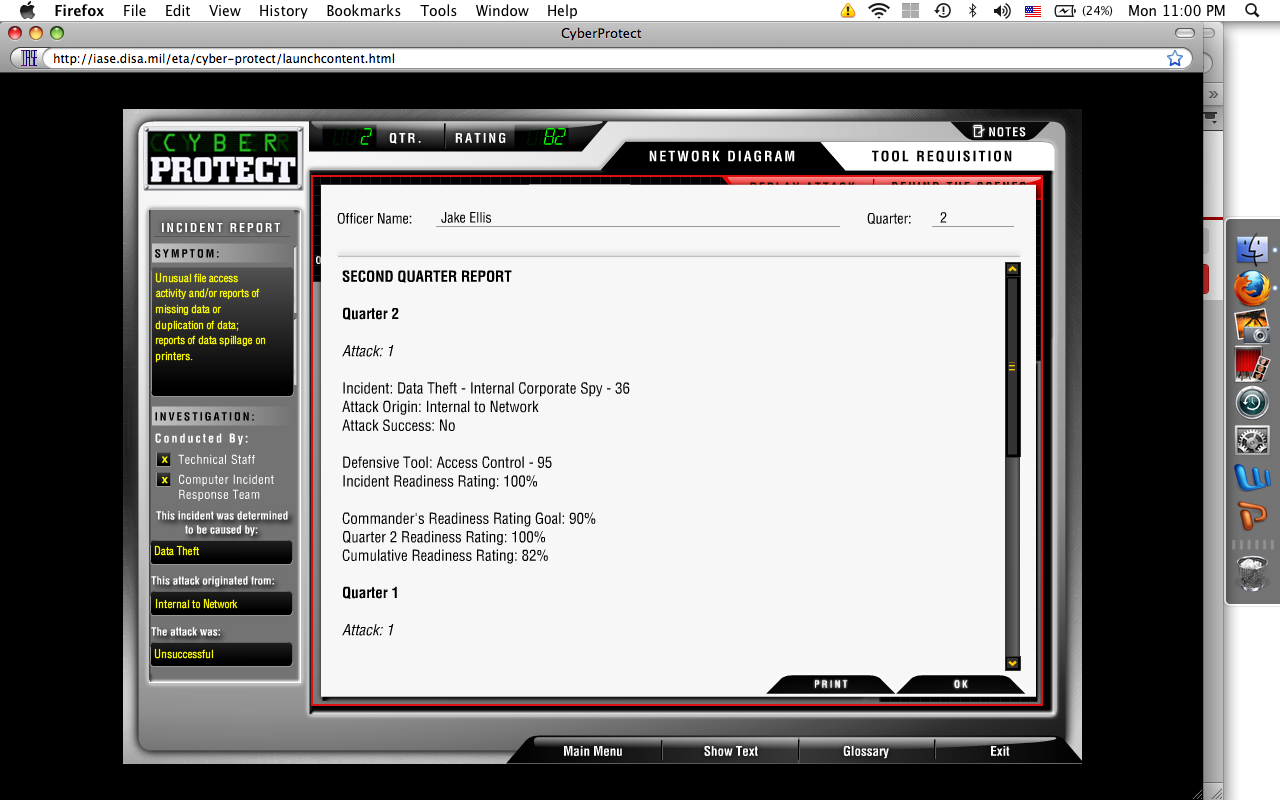 Firefox File Edit View History Bookmarks Tools Window Help (24%) Mon 11:00 PM
CyberProtect
http://iase.disa.mil/eta/cyber-protect/launchcontent.html
CYBER
PROTECT
2 QTR. RATING 82
NOTES
NETWORK DIAGRAM TOOL REQUISITION
REPLAY ATTACK BEHIND THE SCENES
INCIDENT REPORT
SYMPTOM:
Unusual file access
activity and/or reports of
missing data or
duplication of data;
reports of data spillage on
printers.
INVESTIGATION:
Conducted By:
x Technical Staff
x Computer Incident
Response Team
This incident was determined
to be caused by:
Data Theft
This attack originated from:
Internal to Network
The attack was:
Unsuccessful
Officer Name: Jake Ellis Quarter: 2
SECOND QUARTER REPORT
Quarter 2
Attack: 1
Incident: Data Theft - Internal Corporate Spy - 36
Attack Origin: Internal to Network
Attack Success: No
Defensive Tool: Access Control - 95
Incident Readiness Rating: 100%
Commander's Readiness Rating Goal: 90%
Quarter 2 Readiness Rating: 100%
Cumulative Readiness Rating: 82%
Quarter 1
Attack: 1
PRINT OK
Main Menu Show Text Glossary Exit